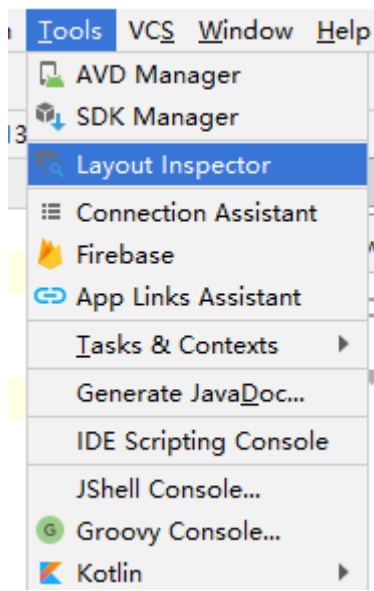 Tools VCS Window Help
AVD Manager
SDK Manager
3
Layout Inspector
Connection Assistant
Firebase
App Links Assistant
Tasks & Contexts
Generate JavaDoc...
IDE Scripting Console
JShell Console...
G Groovy Console...
Kotlin